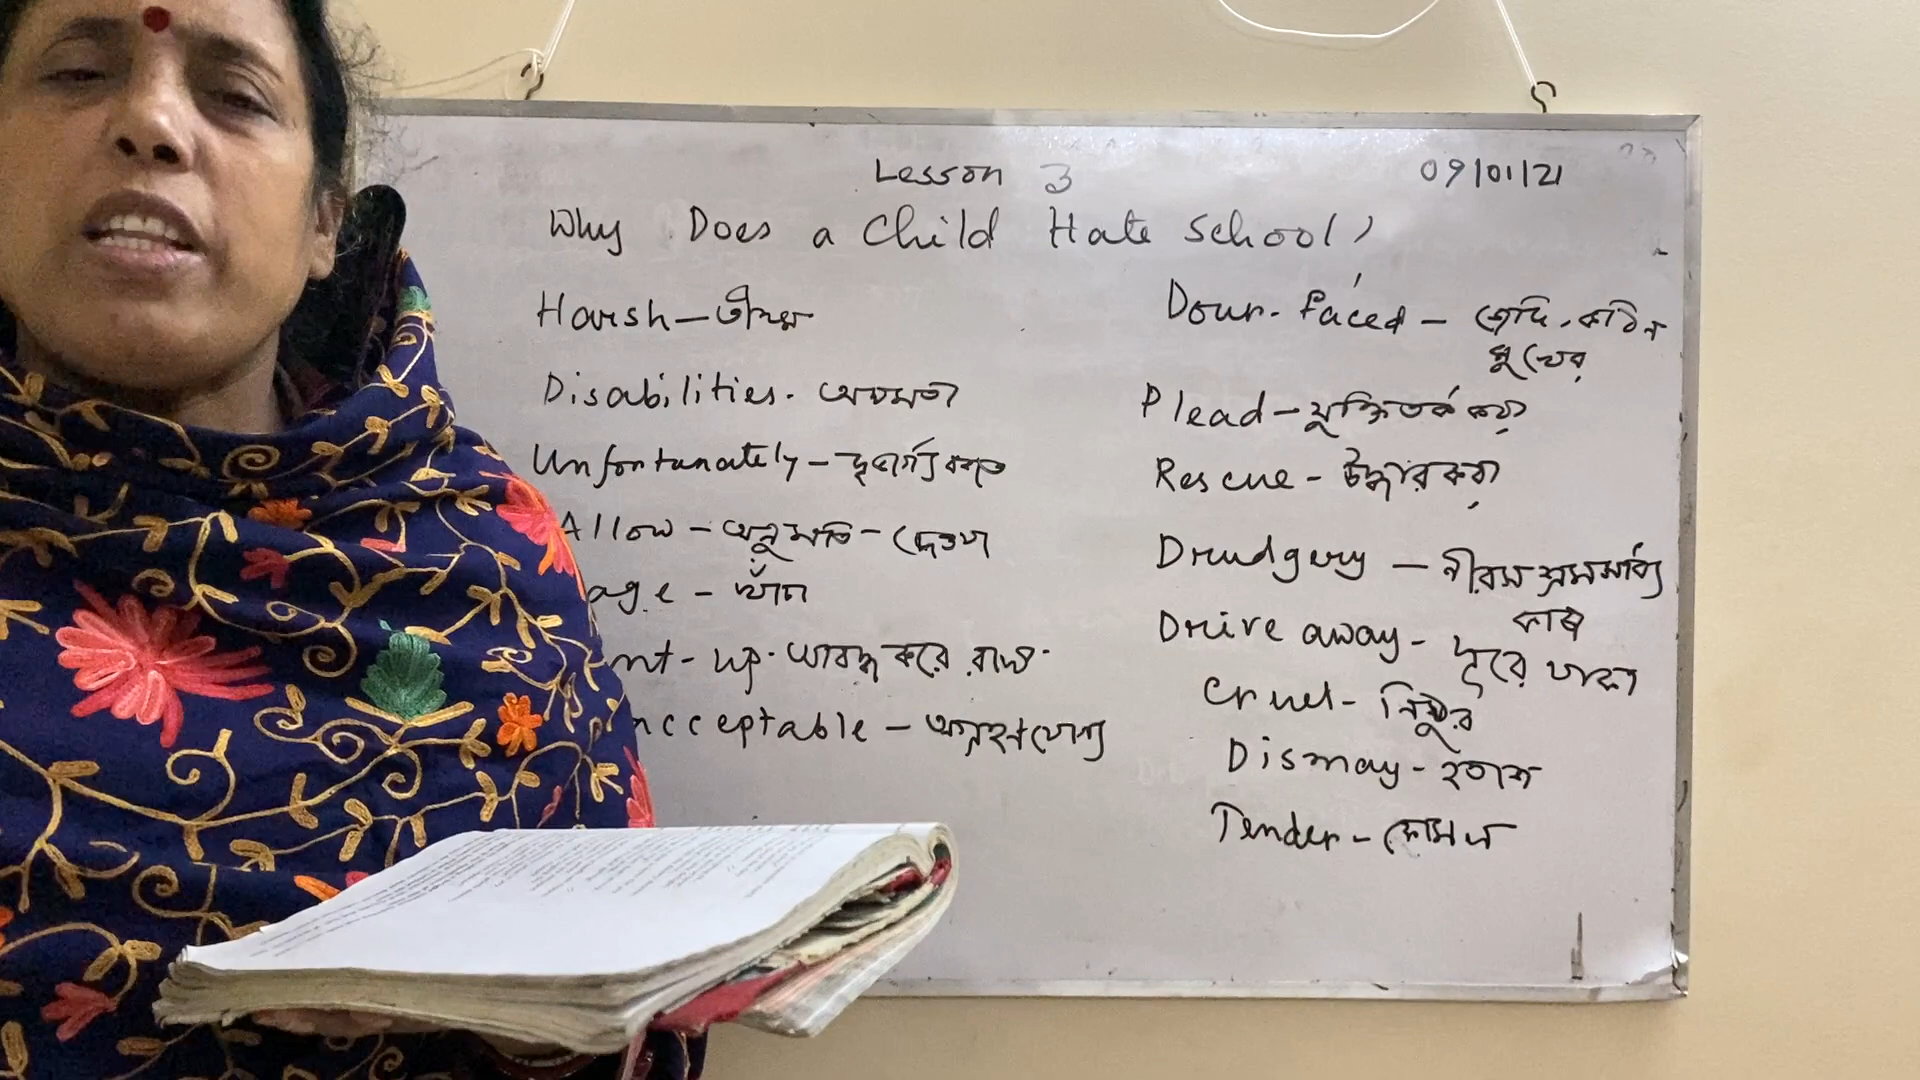 Lesson 3
09/01/21
Why Does a Child Hate School?
Harsh –
Disabilities - অক্ষমতা
Unfortunately – দুর্ভাগ্যবশত
Allow – অনুমতি – দেওয়া
age – খাঁচা
nt - up - আবদ্ধ করে রাখা
cceptable – অগ্রহণযোগ্য
Dour-faced – জেদি, কঠিন
মুখের
Plead – যুক্তিতর্ক করা
Rescue – উদ্ধার করা
Drudgery – নীরস শ্রমসাধ্য
কাজ
Drive away - দূরে
Cruel - নিষ্ঠুর
Dismay - হতাশ
Tender – কোমল